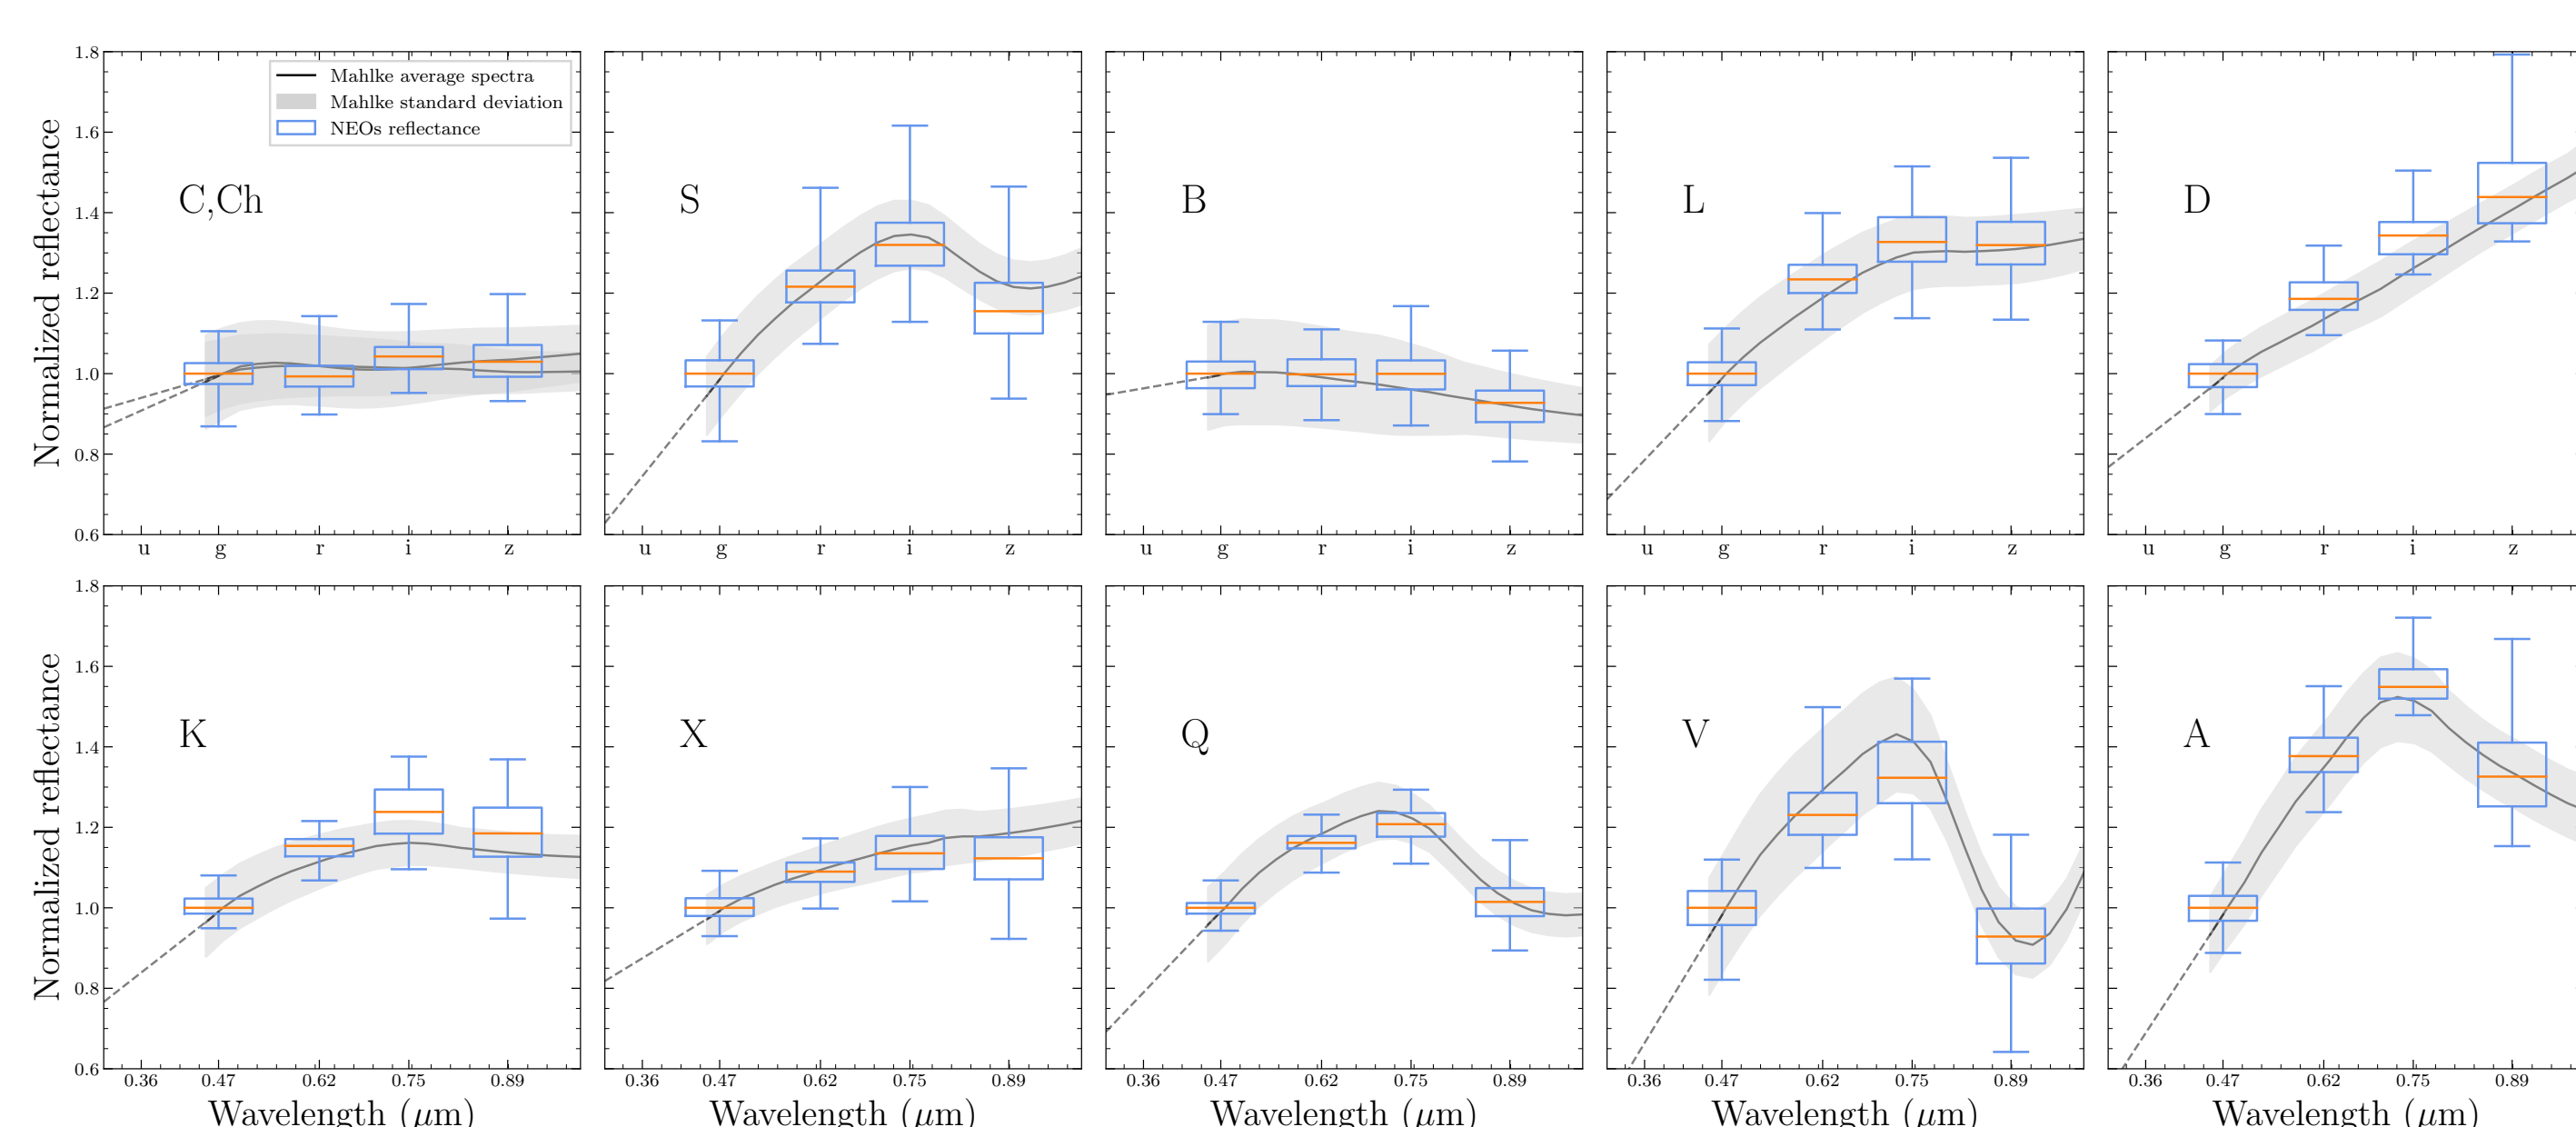 Normalized reflectance
1.8
1.6
1.4
1.2
1.0
0.8
0.6
Mahlke average spectra
Mahlke standard deviation
NEOs reflectance
C,Ch
S
B
L
D
u g r i z
u g r i z
u g r i z
u g r i z
u g r i z
Normalized reflectance
1.8
1.6
1.4
1.2
1.0
0.8
0.6
K
X
Q
V
A
0.36 0.47 0.62 0.75 0.89
0.36 0.47 0.62 0.75 0.89
0.36 0.47 0.62 0.75 0.89
0.36 0.47 0.62 0.75 0.89
0.36 0.47 0.62 0.75 0.89
Wavelength (μm)
Wavelength (μm)
Wavelength (μm)
Wavelength (μm)
Wavelength (μm)